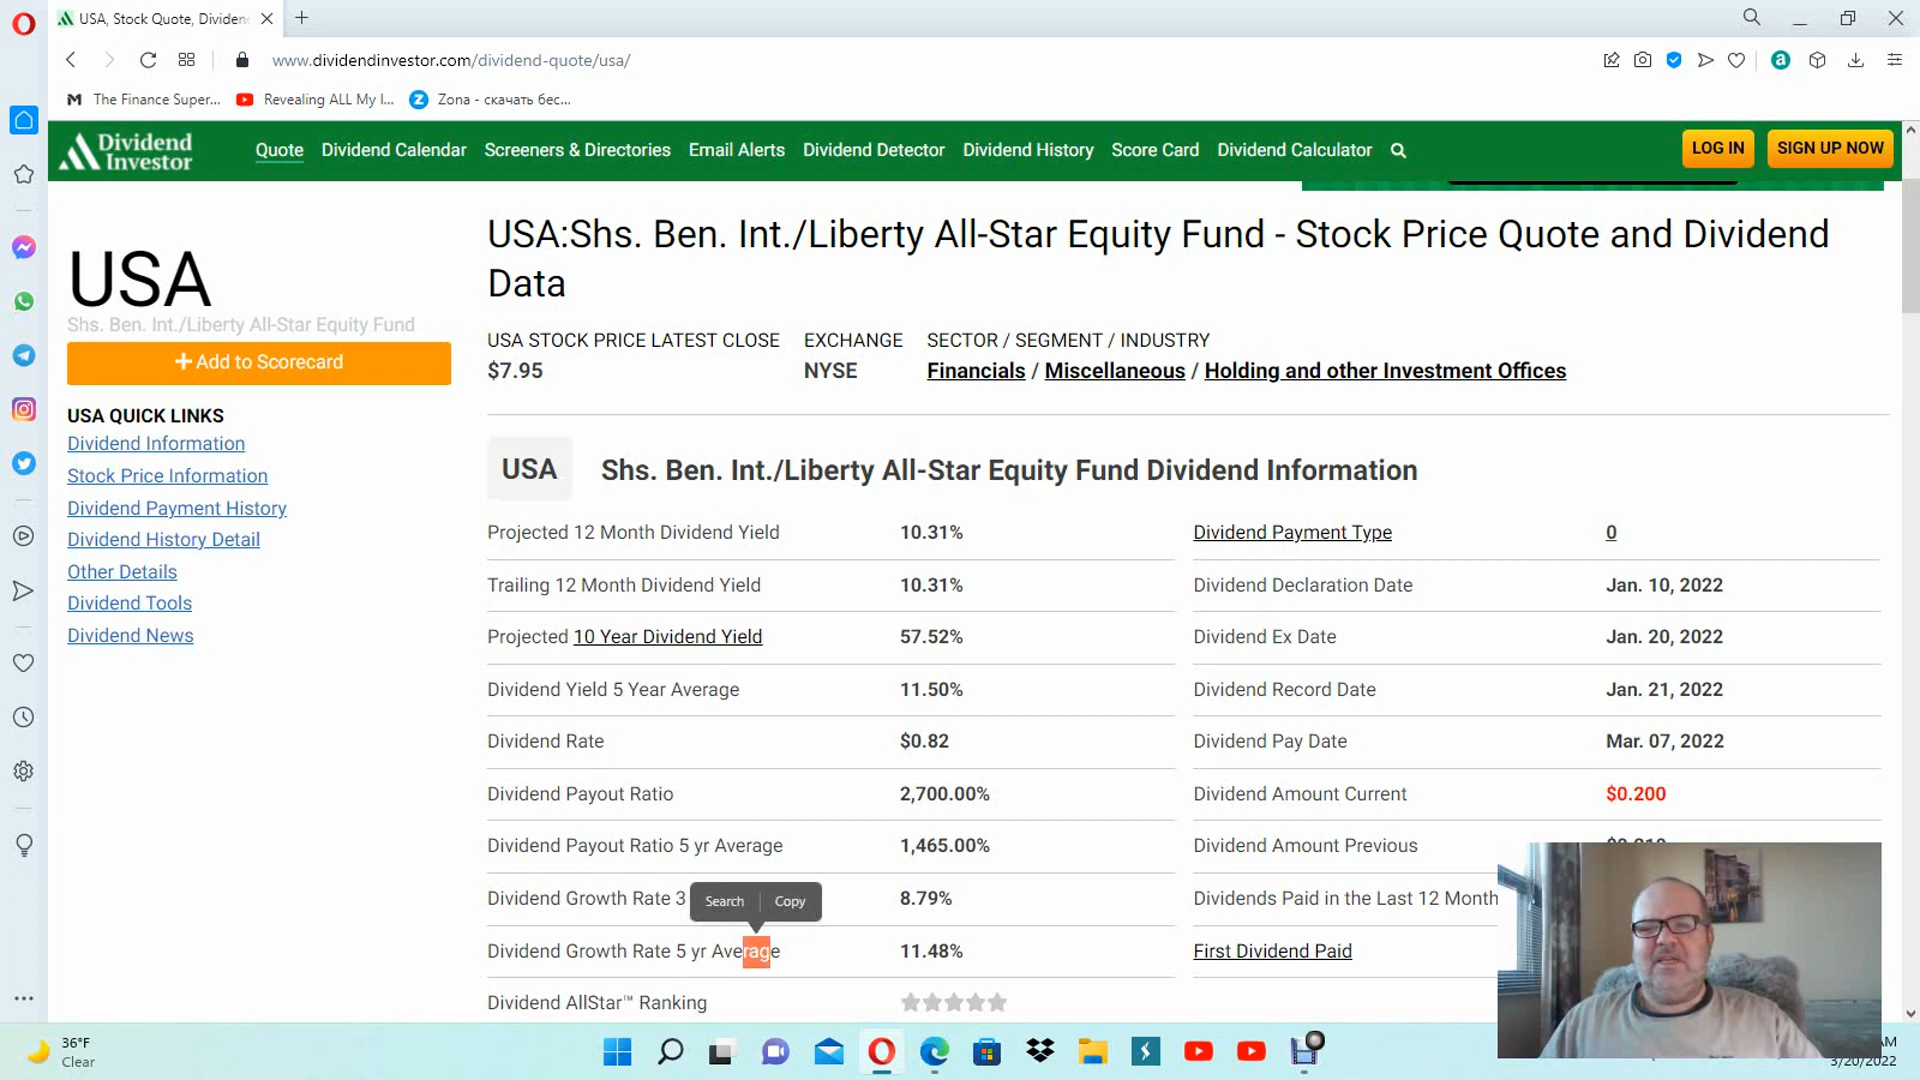 USA, Stock Quote, Dividen
www.dividendinvestor.com/dividend-quote/usa/
The Finance Super...
Revealing ALL My I...
Zona - скачать бес...
Dividend Investor
Quote
Dividend Calendar
Screeners & Directories
Email Alerts
Dividend Detector
Dividend History
Score Card
Dividend Calculator
LOG IN
SIGN UP NOW
USA
Shs. Ben. Int./Liberty All-Star Equity Fund
+ Add to Scorecard
USA QUICK LINKS
Dividend Information
Stock Price Information
Dividend Payment History
Dividend History Detail
Other Details
Dividend Tools
Dividend News
USA:Shs. Ben. Int./Liberty All-Star Equity Fund - Stock Price Quote and Dividend
Data
USA STOCK PRICE LATEST CLOSE
$7.95
EXCHANGE
NYSE
SECTOR / SEGMENT / INDUSTRY
Financials / Miscellaneous / Holding and other Investment Offices
USA
Shs. Ben. Int./Liberty All-Star Equity Fund Dividend Information
Projected 12 Month Dividend Yield 10.31%
Trailing 12 Month Dividend Yield 10.31%
Projected 10 Year Dividend Yield 57.52%
Dividend Yield 5 Year Average 11.50%
Dividend Rate $0.82
Dividend Payout Ratio 2,700.00%
Dividend Payout Ratio 5 yr Average 1,465.00%
Dividend Growth Rate 3 8.79%
Search Copy
Dividend Growth Rate 5 yr Average 11.48%
Dividend AllStar™ Ranking
Dividend Payment Type 0
Dividend Declaration Date Jan. 10, 2022
Dividend Ex Date Jan. 20, 2022
Dividend Record Date Jan. 21, 2022
Dividend Pay Date Mar. 07, 2022
Dividend Amount Current $0.200
Dividend Amount Previous
Dividends Paid in the Last 12 Month
First Dividend Paid
36°F
Clear
AM
3/20/2022